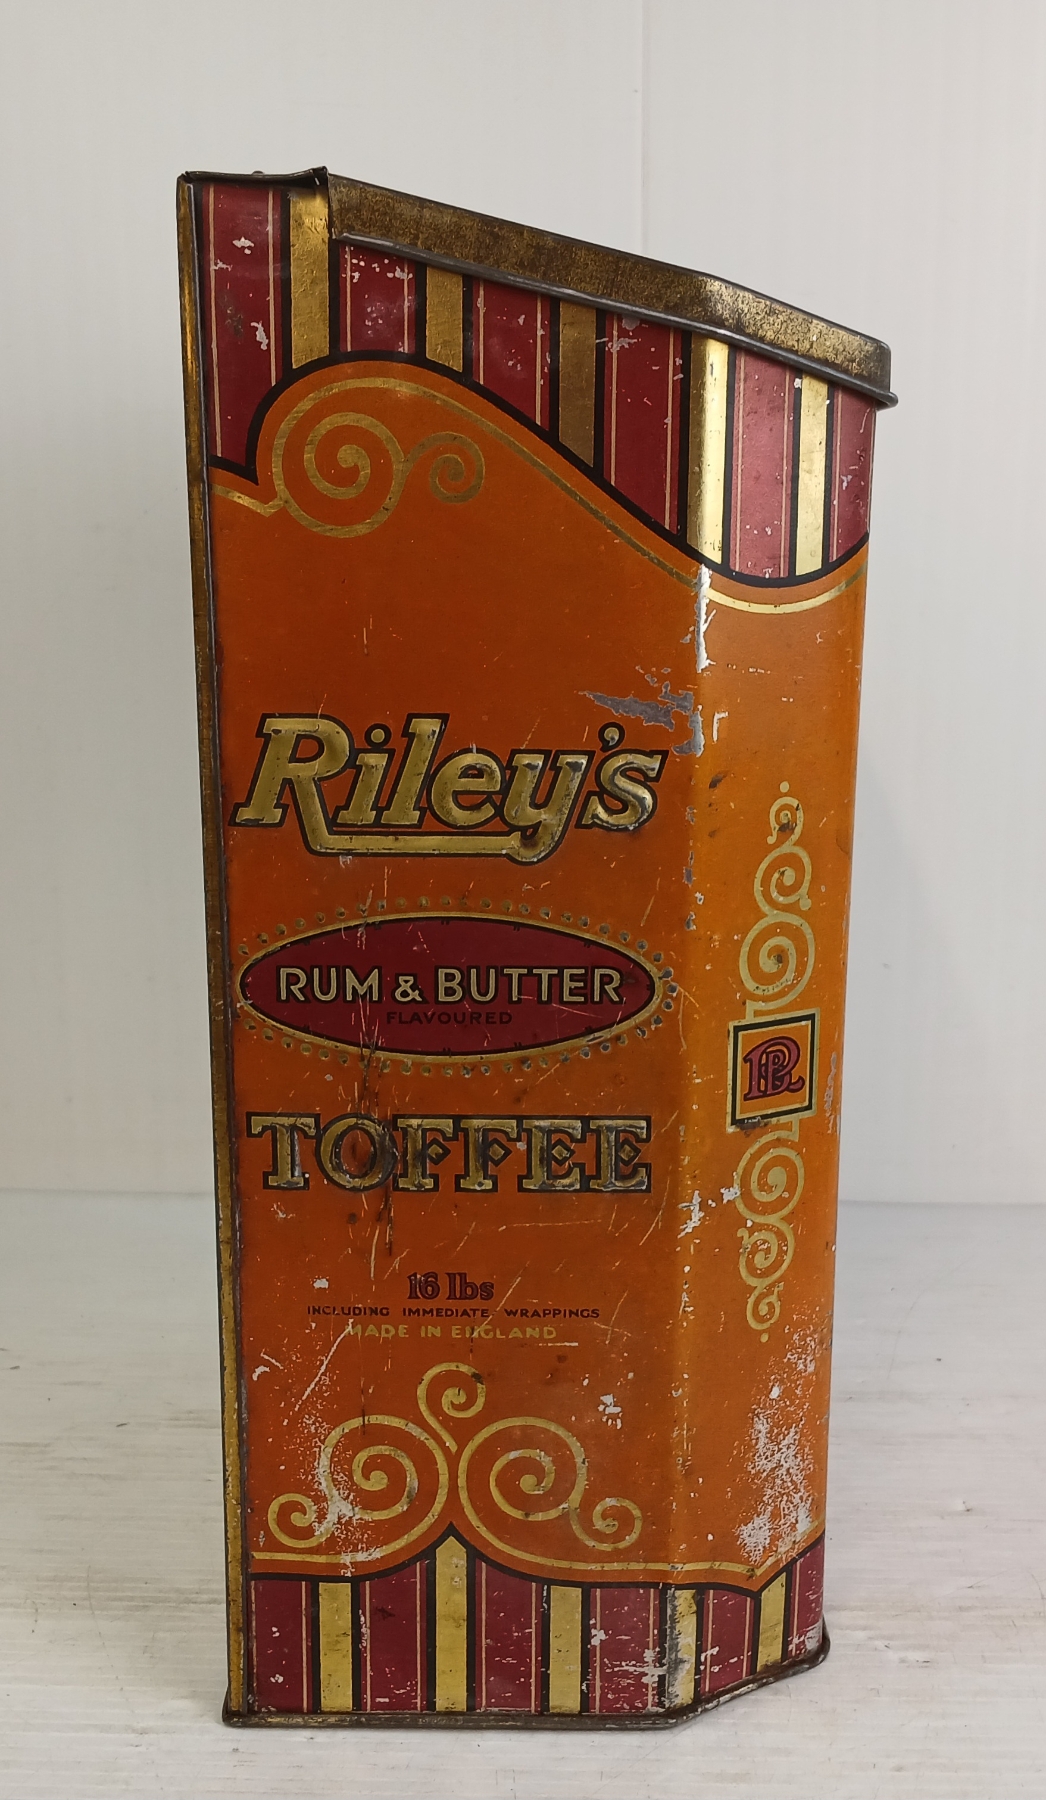 Riley's
RUM & BUTTER
FLAVOURED
TOFFEE
16 lbs
INCLUDING IMMEDIATE WRAPPINGS
MADE IN ENGLAND